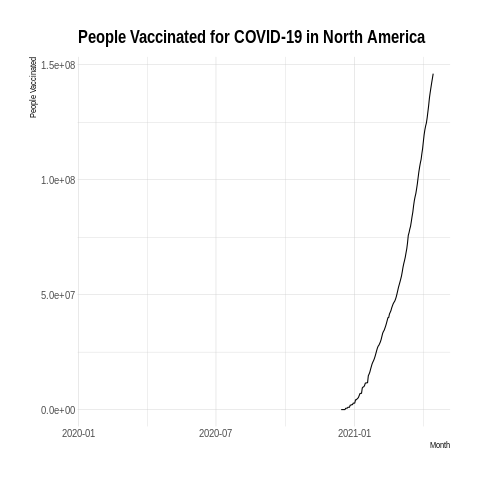 People Vaccinated for COVID-19 in North America
People Vaccinated
1.5e+08
1.0e+08
5.0e+07
0.0e+00
2020-01
2020-07
2021-01
Month